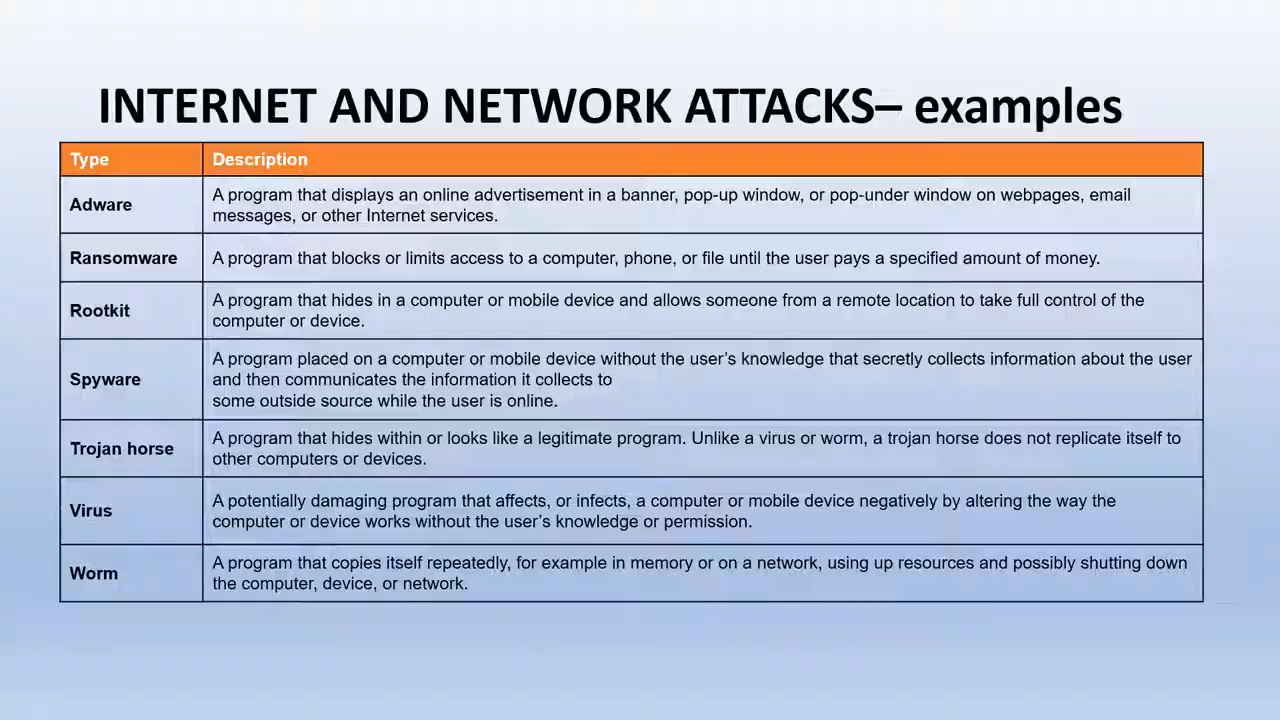 INTERNET AND NETWORK ATTACKS– examples
Type
Description
Adware
A program that displays an online advertisement in a banner, pop-up window, or pop-under window on webpages, email
messages, or other Internet services.
Ransomware
A program that blocks or limits access to a computer, phone, or file until the user pays a specified amount of money.
Rootkit
A program that hides in a computer or mobile device and allows someone from a remote location to take full control of the
computer or device.
Spyware
A program placed on a computer or mobile device without the user’s knowledge that secretly collects information about the user
and then communicates the information it collects to
some outside source while the user is online.
Trojan horse
A program that hides within or looks like a legitimate program. Unlike a virus or worm, a trojan horse does not replicate itself to
other computers or devices.
Virus
A potentially damaging program that affects, or infects, a computer or mobile device negatively by altering the way the
computer or device works without the user’s knowledge or permission.
Worm
A program that copies itself repeatedly, for example in memory or on a network, using up resources and possibly shutting down
the computer, device, or network.